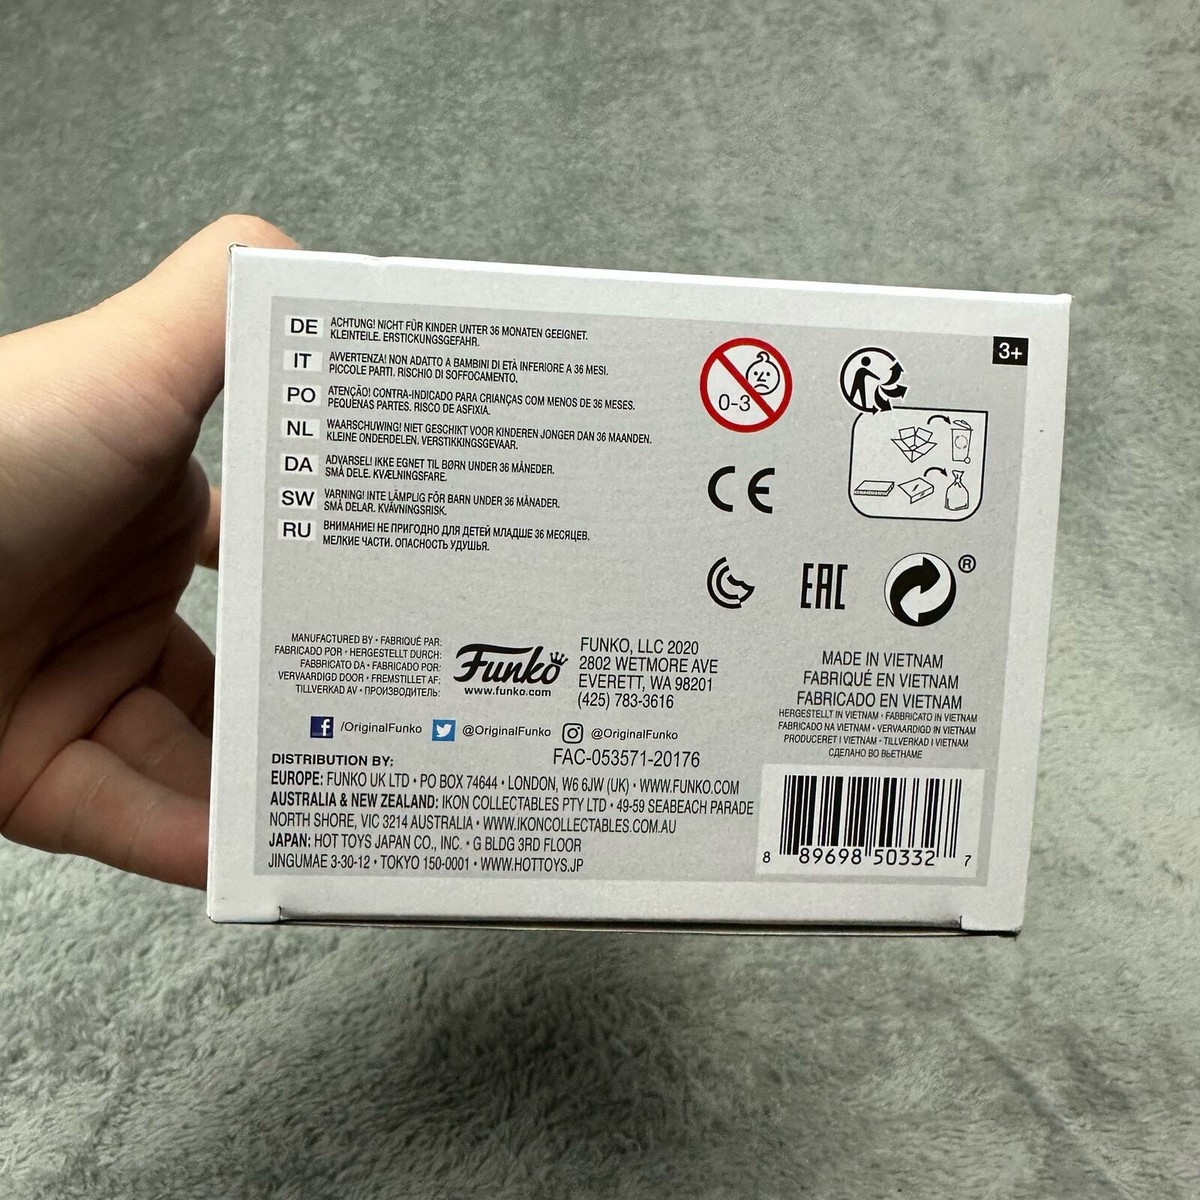 DE ACHTUNG! NICHT FÜR KINDER UNTER 36 MONATEN GEEIGNET.
KLEINTEILE. ERSTICKUNGSGEFAHR.
IT AVVERTENZA! NON ADATTO A BAMBINI DI ETÀ INFERIORE A 36 MESI.
PICCOLE PARTI. RISCHIO DI SOFFOCAMENTO.
PO ATENÇÃO! CONTRA-INDICADO PARA CRIANÇAS COM MENOS DE 36 MESES.
PEQUENAS PARTES. RISCO DE ASFIXIA.
NL WAARSCHUWING! NIET GESCHIKT VOOR KINDEREN JONGER DAN 36 MAANDEN.
KLEINE ONDERDELEN. VERSTIKKINGSGEVAAR.
DA ADVARSEL! IKKE EGNET TIL BØRN UNDER 36 MÅNEDER.
SMÅ DELE. KVÆLNINGSFARE.
SW VARNING! INTE LÄMPLIG FÖR BARN UNDER 36 MÅNADER.
SMÅ DELAR. KVÄVNINGSRISK.
RU ВНИМАНИЕ! НЕ ПРИГОДНО ДЛЯ ДЕТЕЙ МЛАДШЕ 36 МЕСЯЦЕВ.
МЕЛКИЕ ЧАСТИ. ОПАСНОСТЬ УДУШЬЯ.
0-3
3+
CE
EAC
®
MANUFACTURED BY • FABRIQUÉ PAR:
FABRICADO POR • HERGESTELLT DURCH:
FABBRICATO DA • FABRICADO POR:
VERVAARDIGD DOOR • FREMSTILLET AF:
TILLVERKAD AV • ПРОИЗВОДИТЕЛЬ:
Funko
www.funko.com
FUNKO, LLC 2020
2802 WETMORE AVE
EVERETT, WA 98201
(425) 783-3616
MADE IN VIETNAM
FABRIQUÉ EN VIETNAM
FABRICADO EN VIETNAM
HERGESTELLT IN VIETNAM • FABBRICATO IN VIETNAM
FABRICADO NA VIETNAM • VERVAARDIGD IN VIETNAM
PRODUCERET I VIETNAM • TILLVERKAD I VIETNAM
СДЕЛАНО ВО ВЬЕТНАМЕ
f /OriginalFunko @OriginalFunko @OriginalFunko
FAC-053571-20176
DISTRIBUTION BY:
EUROPE: FUNKO UK LTD • PO BOX 74644 • LONDON, W6 6JW (UK) • WWW.FUNKO.COM
AUSTRALIA & NEW ZEALAND: IKON COLLECTABLES PTY LTD • 49-59 SEABEACH PARADE
NORTH SHORE, VIC 3214 AUSTRALIA • WWW.IKONCOLLECTABLES.COM.AU
JAPAN: HOT TOYS JAPAN CO., INC. • G BLDG 3RD FLOOR
JINGUMAE 3-30-12 • TOKYO 150-0001 • WWW.HOTTOYS.JP
8 89698 50332 7